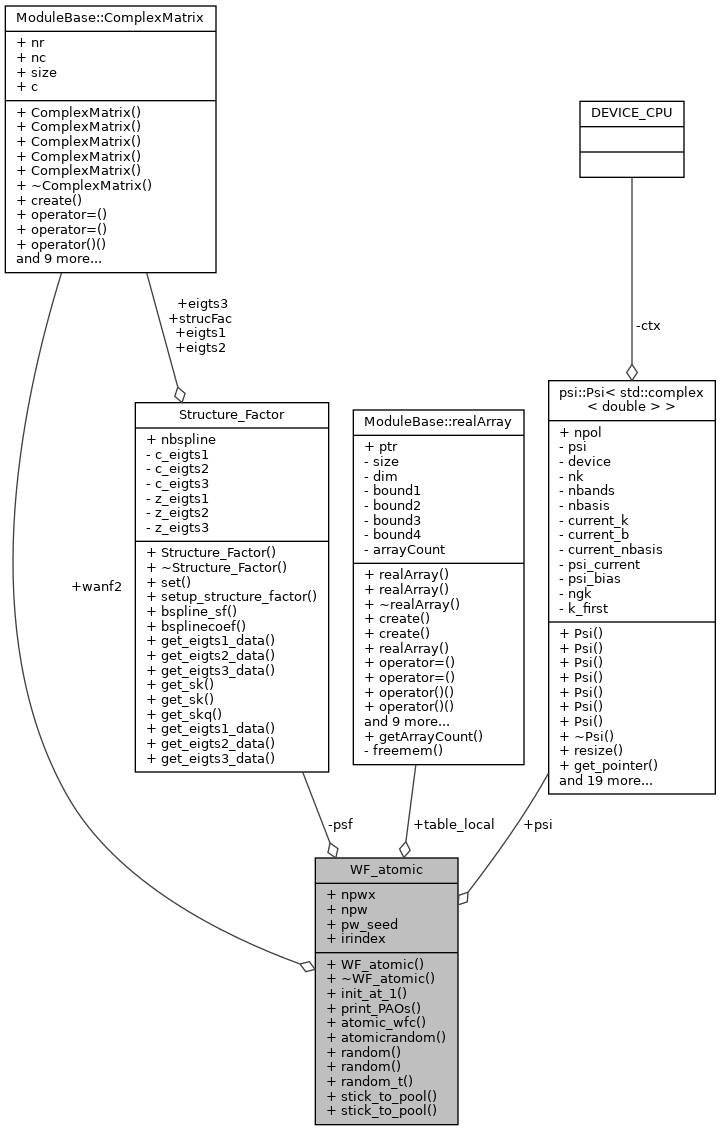 ModuleBase::ComplexMatrix
+ nr
+ nc
+ size
+ c
+ ComplexMatrix()
+ ComplexMatrix()
+ ComplexMatrix()
+ ComplexMatrix()
+ ComplexMatrix()
+ ~ComplexMatrix()
+ create()
+ operator=()
+ operator=()
+ operator()()
and 9 more...
DEVICE_CPU
+eigts3
+strucFac
+eigts1
+eigts2
-ctx
Structure_Factor
+ nbspline
- c_eigts1
- c_eigts2
- c_eigts3
- z_eigts1
- z_eigts2
- z_eigts3
+ Structure_Factor()
+ ~Structure_Factor()
+ set()
+ setup_structure_factor()
+ bspline_sf()
+ bsplinecoef()
+ get_eigts1_data()
+ get_eigts2_data()
+ get_eigts3_data()
+ get_sk()
+ get_sk()
+ get_skq()
+ get_eigts1_data()
+ get_eigts2_data()
+ get_eigts3_data()
ModuleBase::realArray
+ ptr
- size
- dim
- bound1
- bound2
- bound3
- bound4
- arrayCount
+ realArray()
+ realArray()
+ ~realArray()
+ create()
+ create()
+ realArray()
+ operator=()
+ operator=()
+ operator()()
+ operator()()
and 9 more...
+ getArrayCount()
- freemem()
psi::Psi< std::complex
< double > >
+ npol
- psi
- device
- nk
- nbands
- nbasis
- current_k
- current_b
- current_nbasis
- psi_current
- psi_bias
- ngk
- k_first
+ Psi()
+ Psi()
+ Psi()
+ Psi()
+ Psi()
+ Psi()
+ Psi()
+ ~Psi()
+ resize()
+ get_pointer()
and 19 more...
+wanf2
-psf
+table_local
+psi
WF_atomic
+ npwx
+ npw
+ pw_seed
+ irindex
+ WF_atomic()
+ ~WF_atomic()
+ init_at_1()
+ print_PAOs()
+ atomic_wfc()
+ atomicrandom()
+ random()
+ random()
+ random_t()
+ stick_to_pool()
+ stick_to_pool()